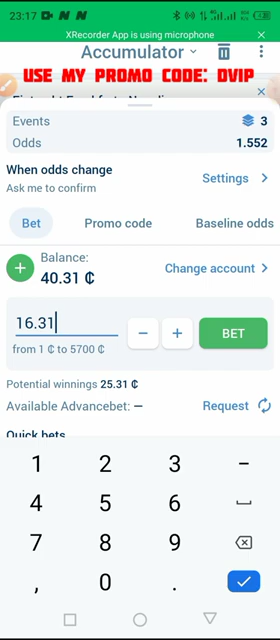 23:17
XRecorder App is using microphone
Accumulator
USE MY PROMO CODE: DVIP
Events 3
Odds 1.552
When odds change
Ask me to confirm
Settings
Bet Promo code Baseline odds
Balance:
40.31 ₵
Change account
16.31
− + BET
from 1 ₵ to 5700 ₵
Potential winnings 25.31 ₵
Available Advancebet: —
Request
Quick bets
1 2 3 −
4 5 6
7 8 9
, 0 .